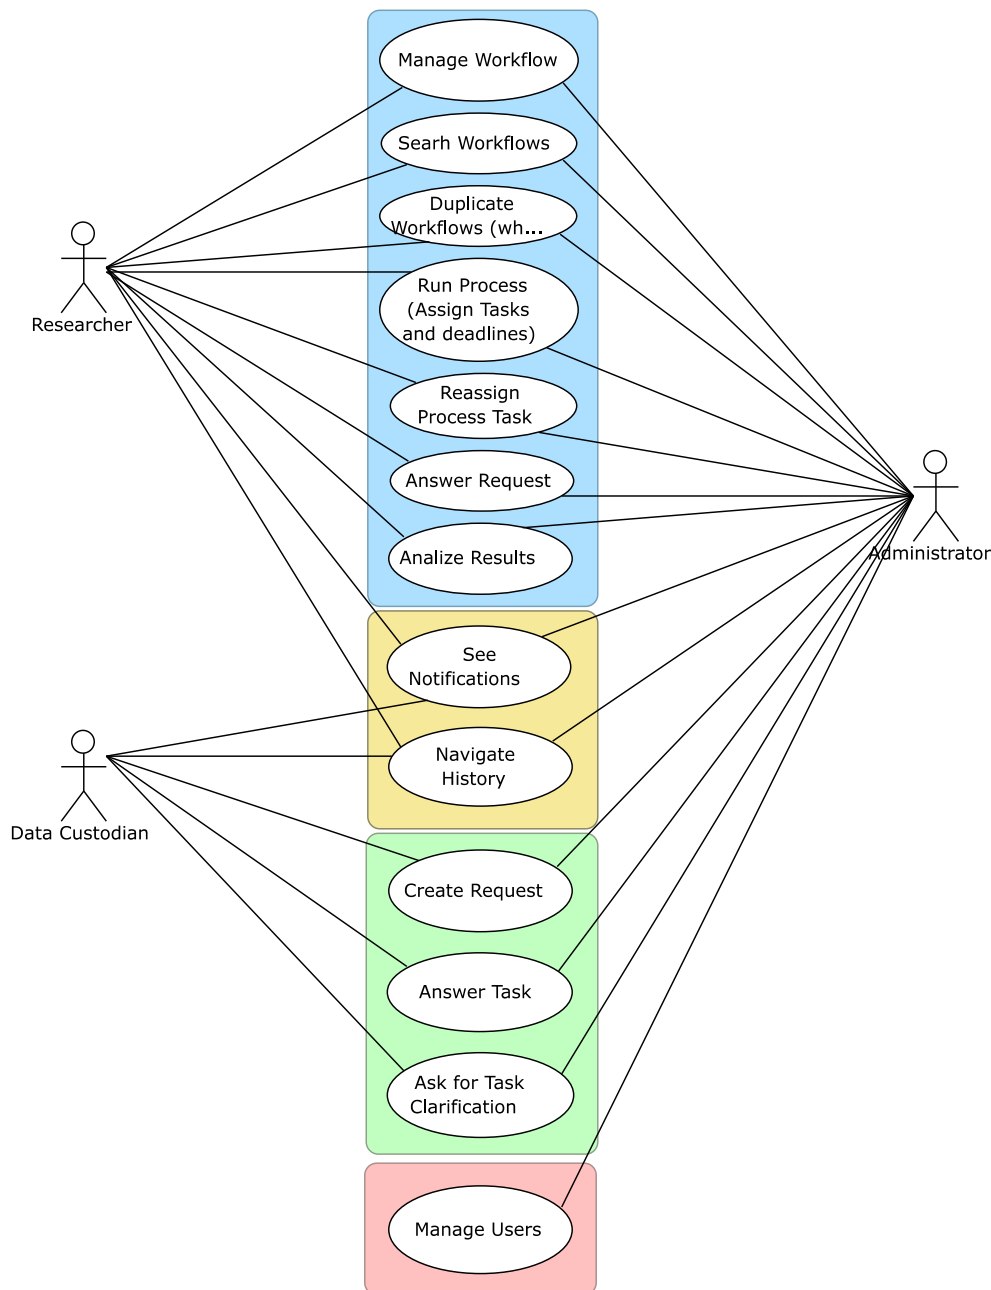 Manage Workflow
Searh Workflows
Duplicate
Workflows (wh...
Run Process
(Assign Tasks
and deadlines)
Researcher
Reassign
Process Task
Answer Request
Analize Results
Administrator
See
Notifications
Navigate
History
Data Custodian
Create Request
Answer Task
Ask for Task
Clarification
Manage Users